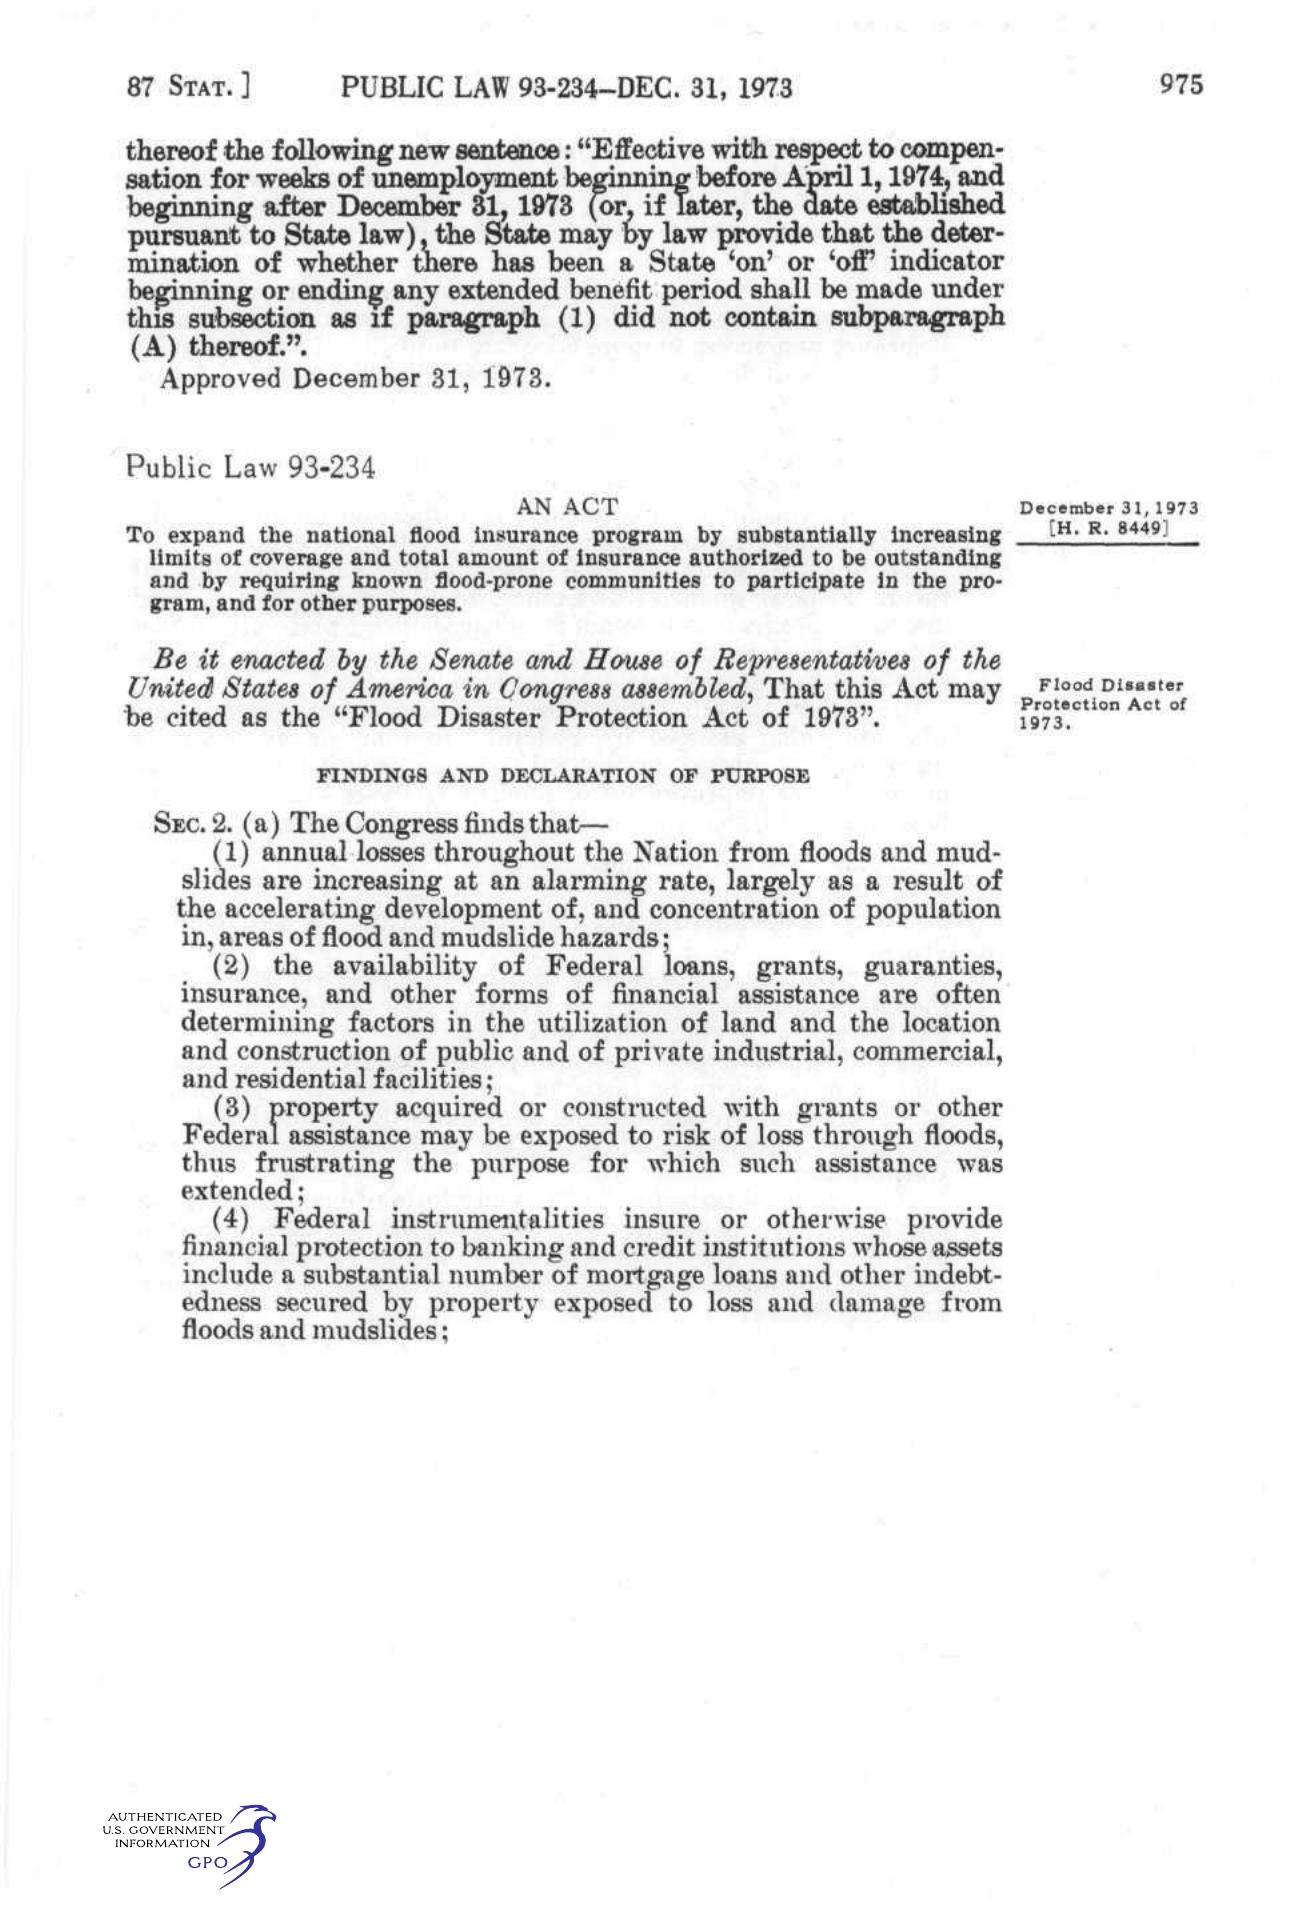 87 STAT. ] PUBLIC LAW 93-234-DEC. 31, 1973 975
thereof the following new sentence: “Effective with respect to compen-
sation for weeks of unemployment beginning before April 1, 1974, and
beginning after December 31, 1973 (or, if later, the date established
pursuant to State law), the State may by law provide that the deter-
mination of whether there has been a State ‘on’ or ‘off’ indicator
beginning or ending any extended benefit period shall be made under
this subsection as if paragraph (1) did not contain subparagraph
(A) thereof.”.
Approved December 31, 1973.
Public Law 93-234
AN ACT
December 31, 1973
[H. R. 8449]
To expand the national flood insurance program by substantially increasing
limits of coverage and total amount of insurance authorized to be outstanding
and by requiring known flood-prone communities to participate in the pro-
gram, and for other purposes.
Be it enacted by the Senate and House of Representatives of the
United States of America in Congress assembled, That this Act may
be cited as the “Flood Disaster Protection Act of 1973”.
Flood Disaster
Protection Act of
1973.
FINDINGS AND DECLARATION OF PURPOSE
SEC. 2. (a) The Congress finds that—
(1) annual losses throughout the Nation from floods and mud-
slides are increasing at an alarming rate, largely as a result of
the accelerating development of, and concentration of population
in, areas of flood and mudslide hazards;
(2) the availability of Federal loans, grants, guaranties,
insurance, and other forms of financial assistance are often
determining factors in the utilization of land and the location
and construction of public and of private industrial, commercial,
and residential facilities;
(3) property acquired or constructed with grants or other
Federal assistance may be exposed to risk of loss through floods,
thus frustrating the purpose for which such assistance was
extended;
(4) Federal instrumentalities insure or otherwise provide
financial protection to banking and credit institutions whose assets
include a substantial number of mortgage loans and other indebt-
edness secured by property exposed to loss and damage from
floods and mudslides;
AUTHENTICATED
U.S. GOVERNMENT
INFORMATION
GPO